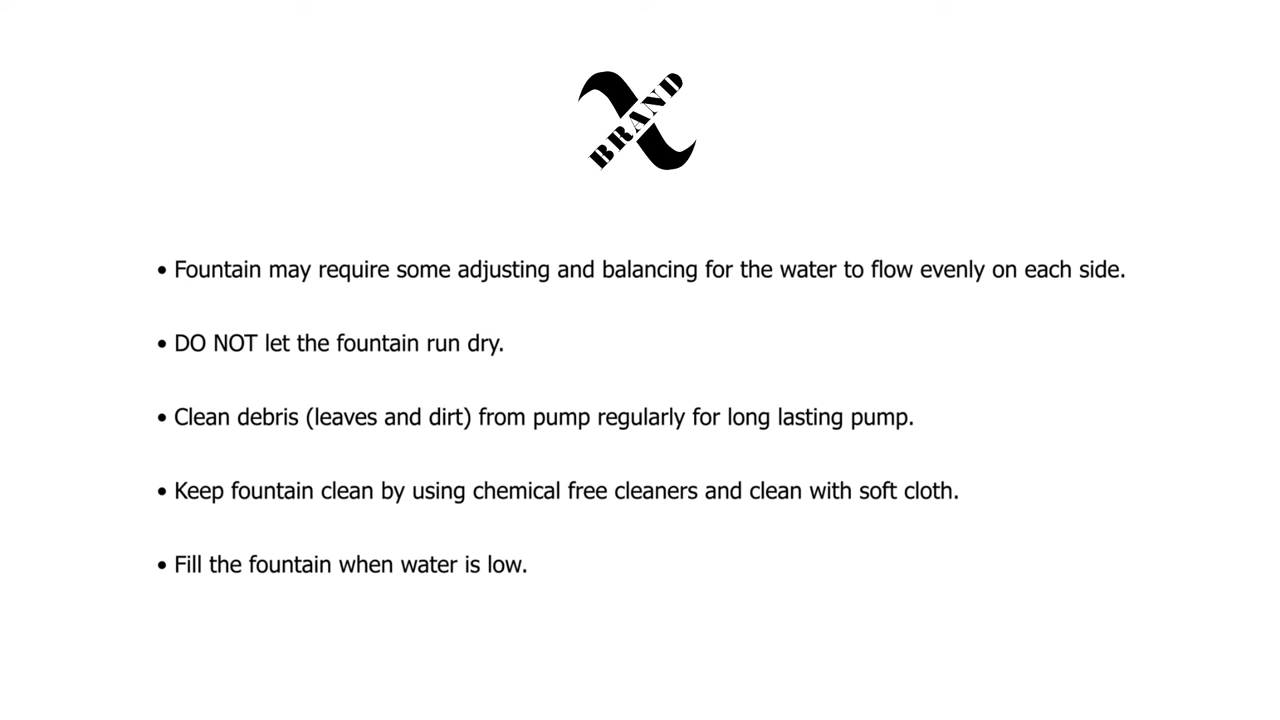 X BRAND
• Fountain may require some adjusting and balancing for the water to flow evenly on each side.
• DO NOT let the fountain run dry.
• Clean debris (leaves and dirt) from pump regularly for long lasting pump.
• Keep fountain clean by using chemical free cleaners and clean with soft cloth.
• Fill the fountain when water is low.